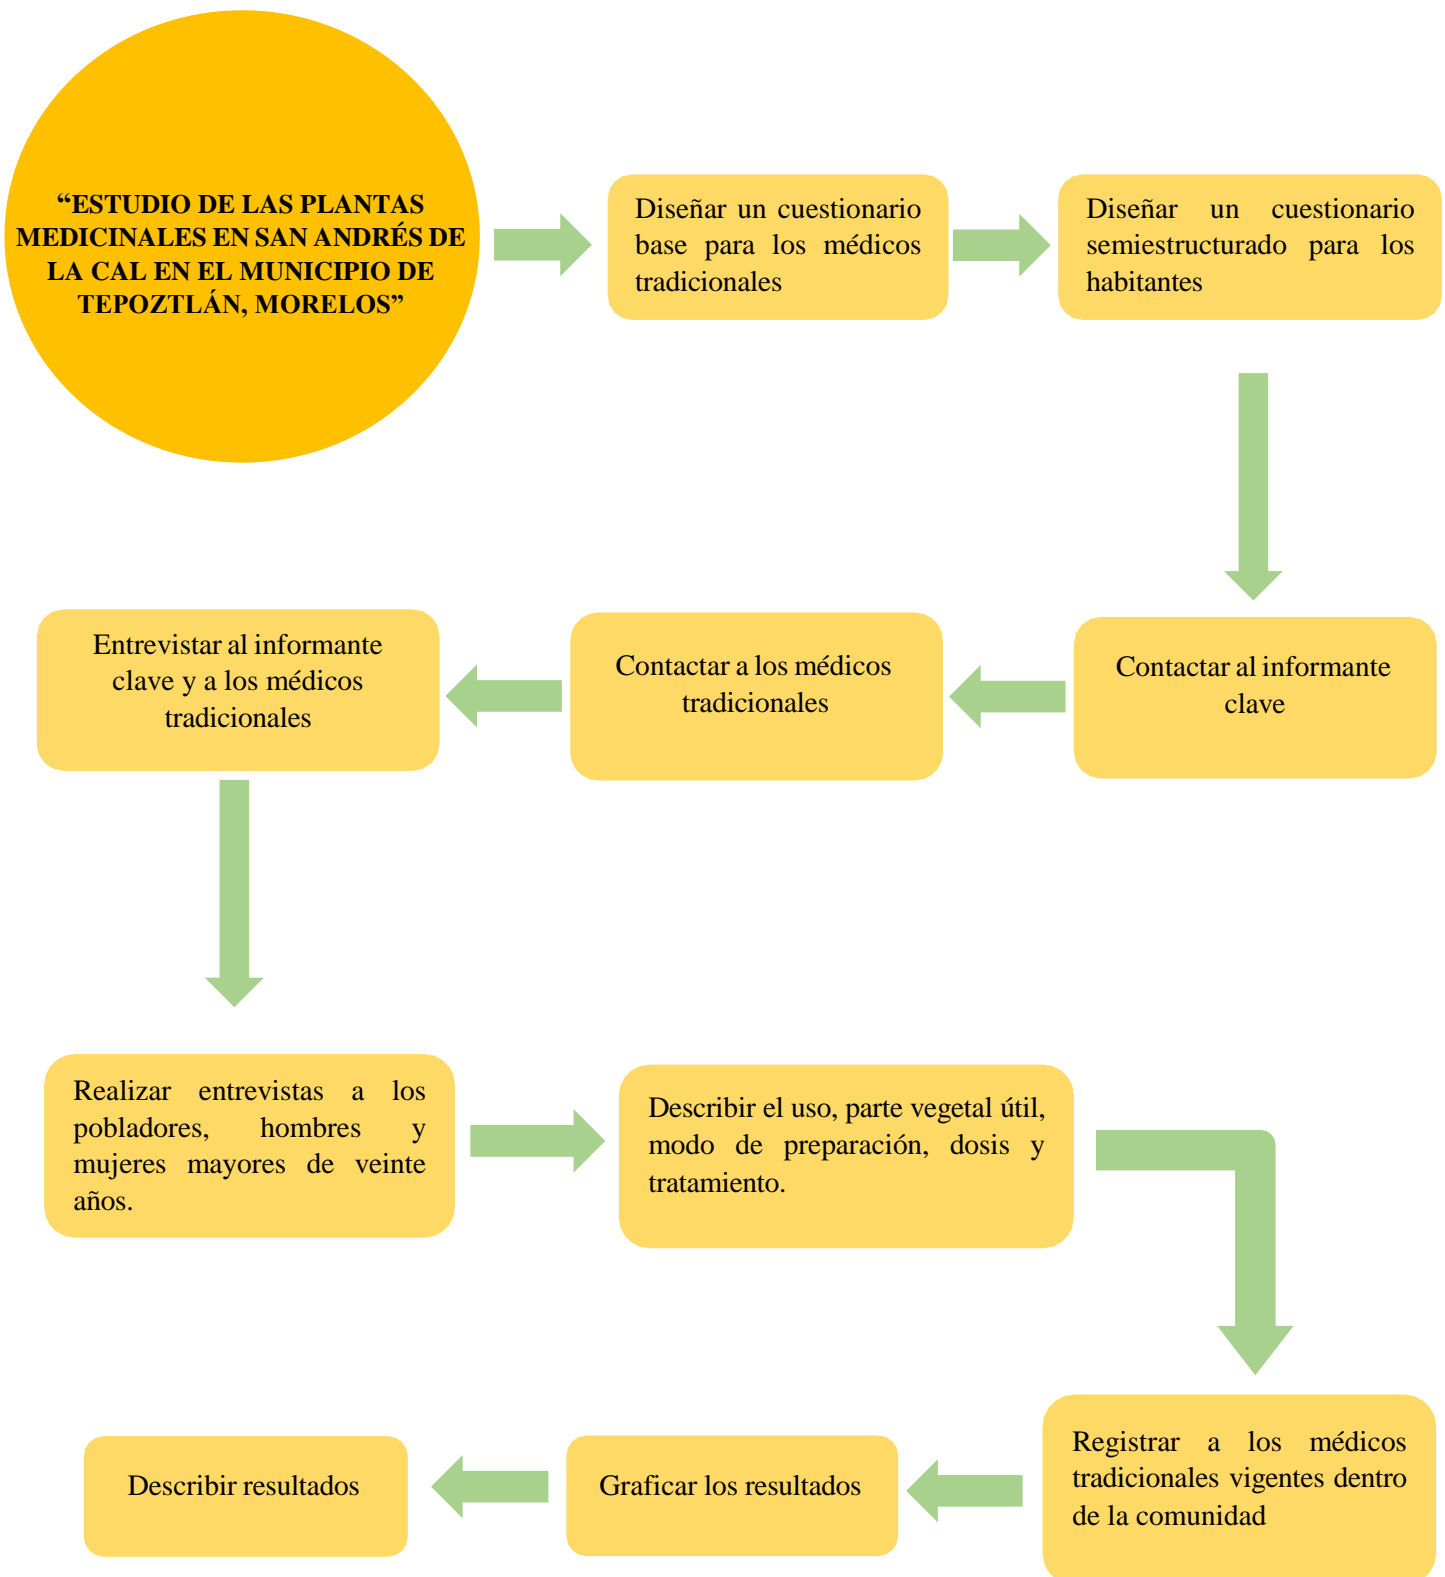 “ESTUDIO DE LAS PLANTAS
MEDICINALES EN SAN ANDRÉS DE
LA CAL EN EL MUNICIPIO DE
TEPOZTLÁN, MORELOS”
Diseñar un cuestionario
base para los médicos
tradicionales
Diseñar un cuestionario
semiestructurado para los
habitantes
Contactar al informante
clave
Contactar a los médicos
tradicionales
Entrevistar al informante
clave y a los médicos
tradicionales
Realizar entrevistas a los
pobladores, hombres y
mujeres mayores de veinte
años.
Describir el uso, parte vegetal útil,
modo de preparación, dosis y
tratamiento.
Registrar a los médicos
tradicionales vigentes dentro
de la comunidad
Graficar los resultados
Describir resultados